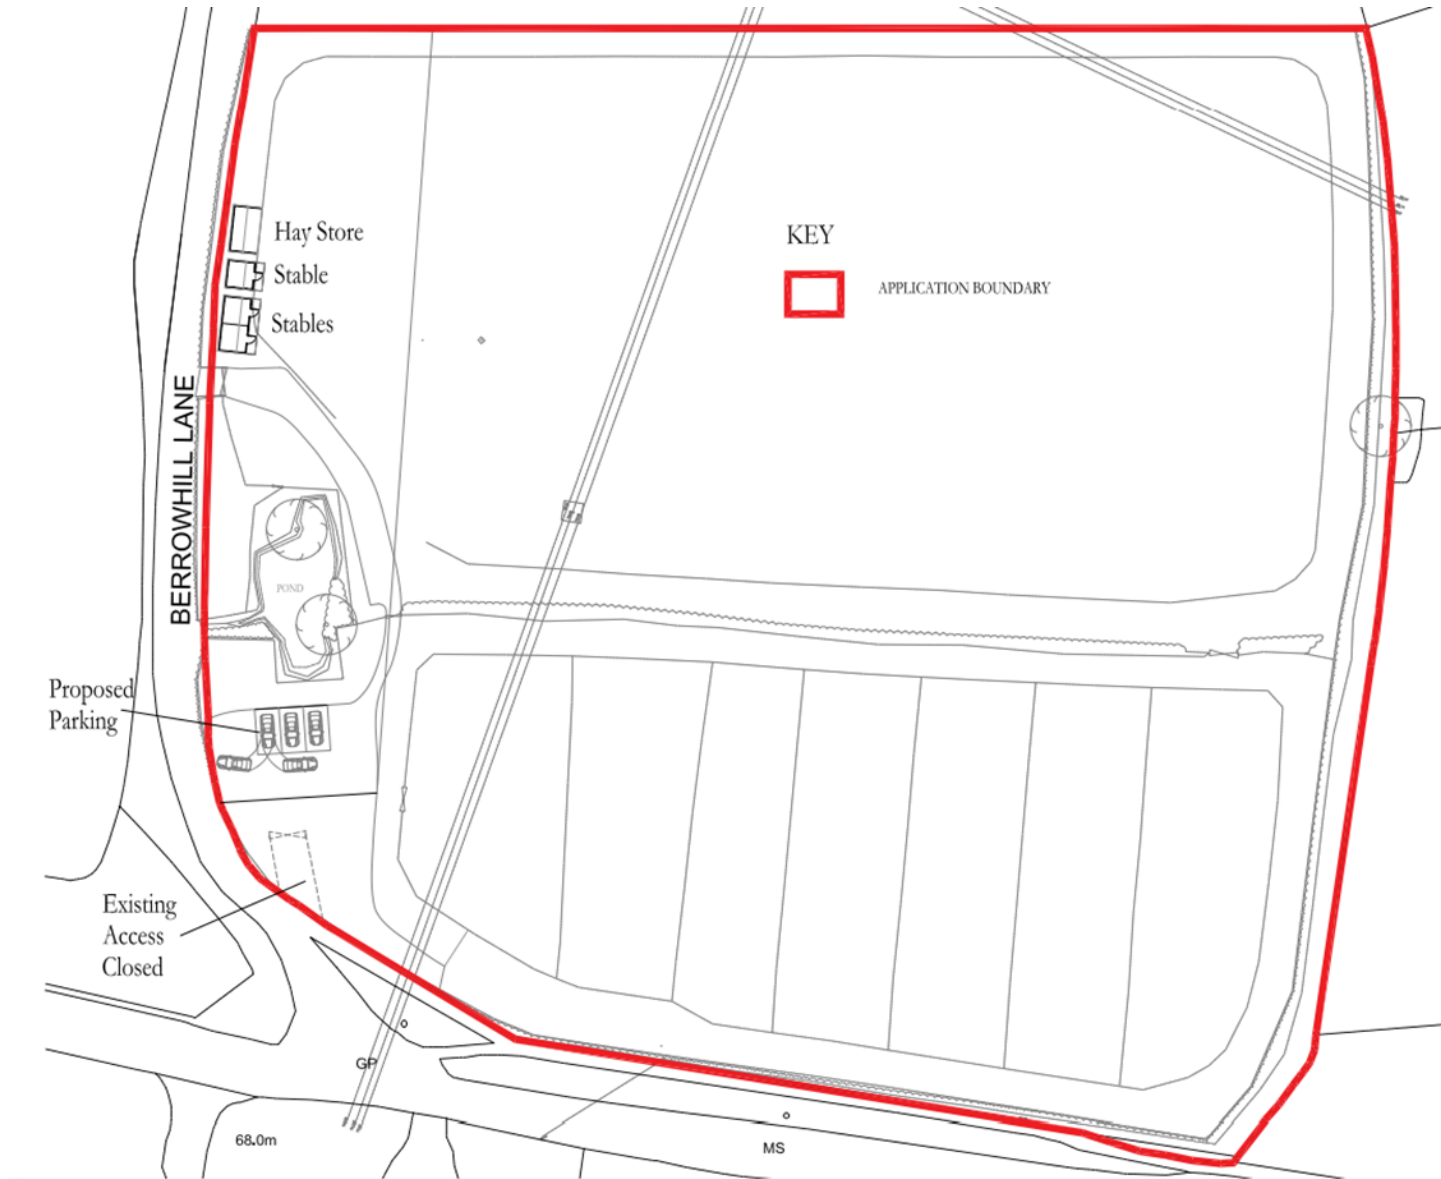 Hay Store
KEY
Stable
APPLICATION BOUNDARY
Stables
BERROWHILL LANE
POND
Proposed
Parking
Existing
Access
Closed
GP
68.0m
MS